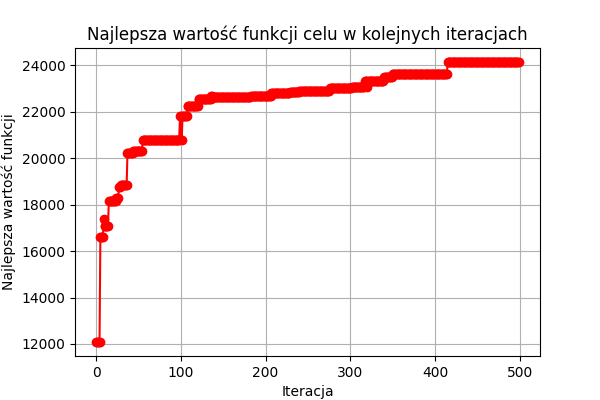 Najlepsza wartość funkcji celu w kolejnych iteracjach
Najlepsza wartość funkcji
24000
22000
20000
18000
16000
14000
12000
0 100 200 300 400 500
Iteracja